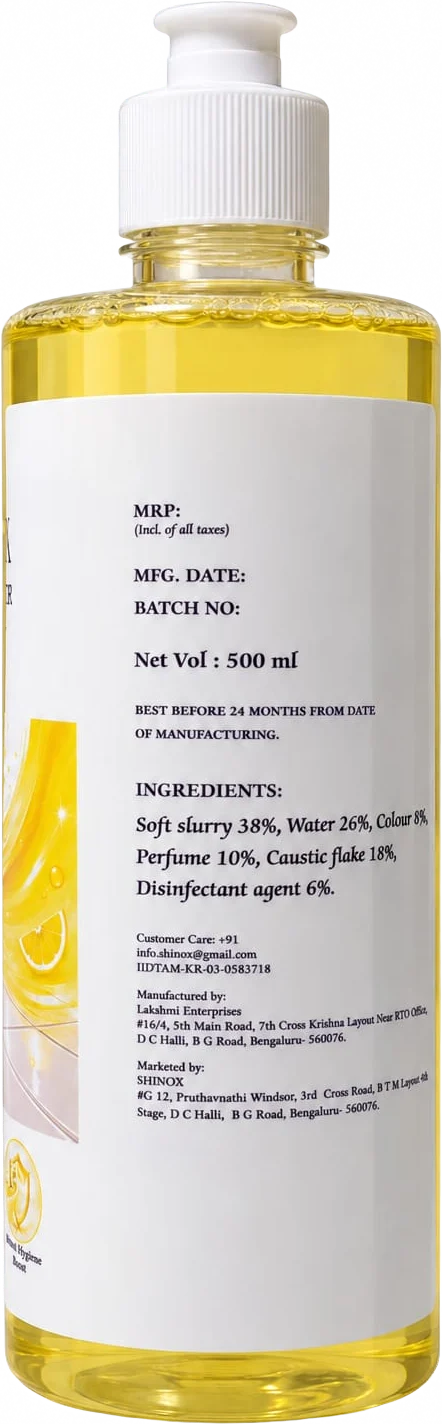 X
ER
MRP:
(Incl. of all taxes)
MFG. DATE:
BATCH NO:
Net Vol : 500 ml
BEST BEFORE 24 MONTHS FROM DATE
OF MANUFACTURING.
INGREDIENTS:
Soft slurry 38%, Water 26%, Colour 8%,
Perfume 10%, Caustic flake 18%,
Disinfectant agent 6%.
Customer Care: +91
info.shinox@gmail.com
IIDTAM-KR-03-0583718
Manufactured by:
Lakshmi Enterprises
#16/4, 5th Main Road, 7th Cross Krishna Layout Near RTO Office,
D C Halli, B G Road, Bengaluru- 560076.
Marketed by:
SHINOX
#G 12, Pruthavnathi Windsor, 3rd Cross Road, B T M Layout 4th
Stage, D C Halli, B G Road, Bengaluru- 560076.
Hygiene
Boost